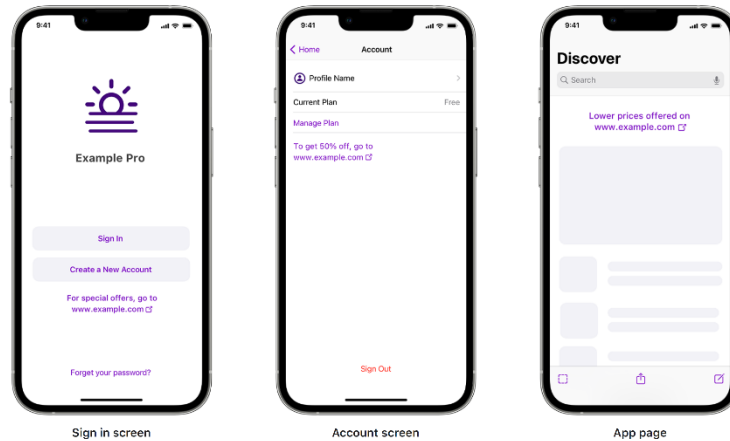 9:41
Example Pro
Sign In
Create a New Account
For special offers, go to
www.example.com
Forget your password?
Sign in screen
9:41
Home
Account
Profile Name
Current Plan
Free
Manage Plan
To get 50% off, go to
www.example.com
Sign Out
Account screen
9:41
Discover
Search
Lower prices offered on
www.example.com
App page